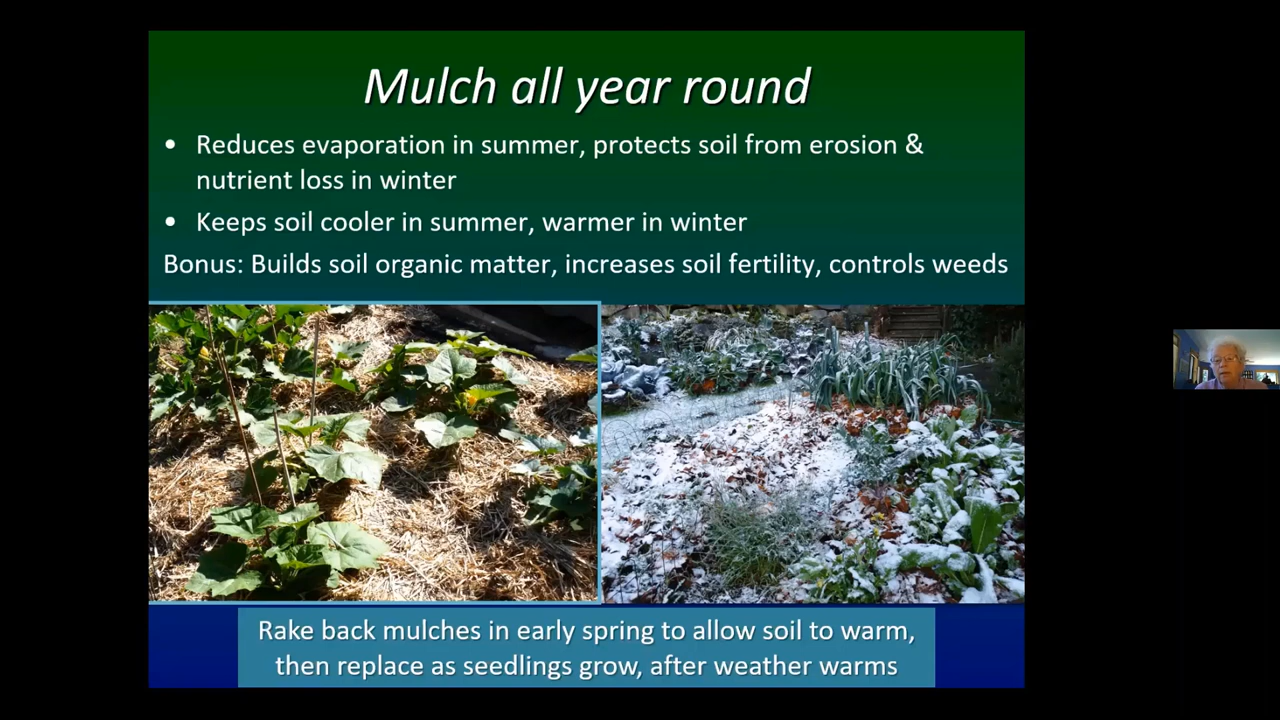 Mulch all year round
• Reduces evaporation in summer, protects soil from erosion &
nutrient loss in winter
• Keeps soil cooler in summer, warmer in winter
Bonus: Builds soil organic matter, increases soil fertility, controls weeds
Rake back mulches in early spring to allow soil to warm,
then replace as seedlings grow, after weather warms